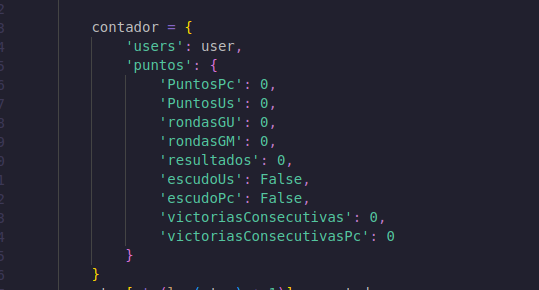 contador = {
'users': user,
'puntos': {
'PuntosPc': 0,
'PuntosUs': 0,
'rondasGU': 0,
'rondasGM': 0,
'resultados': 0,
'escudoUs': False,
'escudoPc': False,
'victoriasConsecutivas': 0,
'victoriasConsecutivasPc': 0
}
}